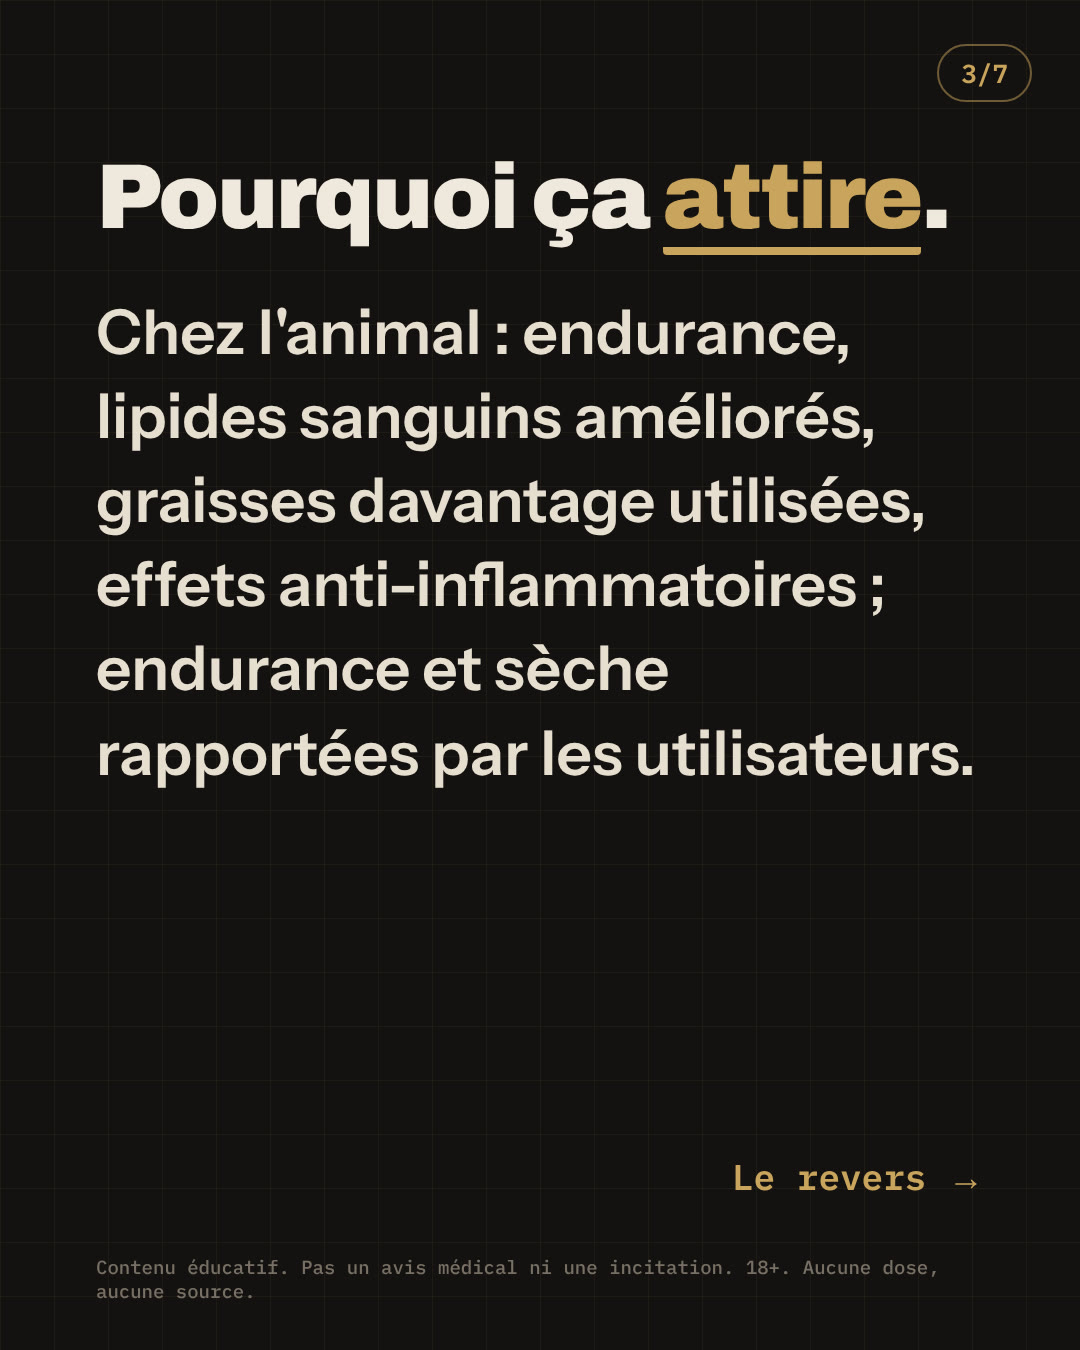 3/7
Pourquoi ça attire.
Chez l'animal : endurance,
lipides sanguins améliorés,
graisses davantage utilisées,
effets anti-inflammatoires ;
endurance et sèche
rapportées par les utilisateurs.
Le revers →
Contenu éducatif. Pas un avis médical ni une incitation. 18+. Aucune dose,
aucune source.